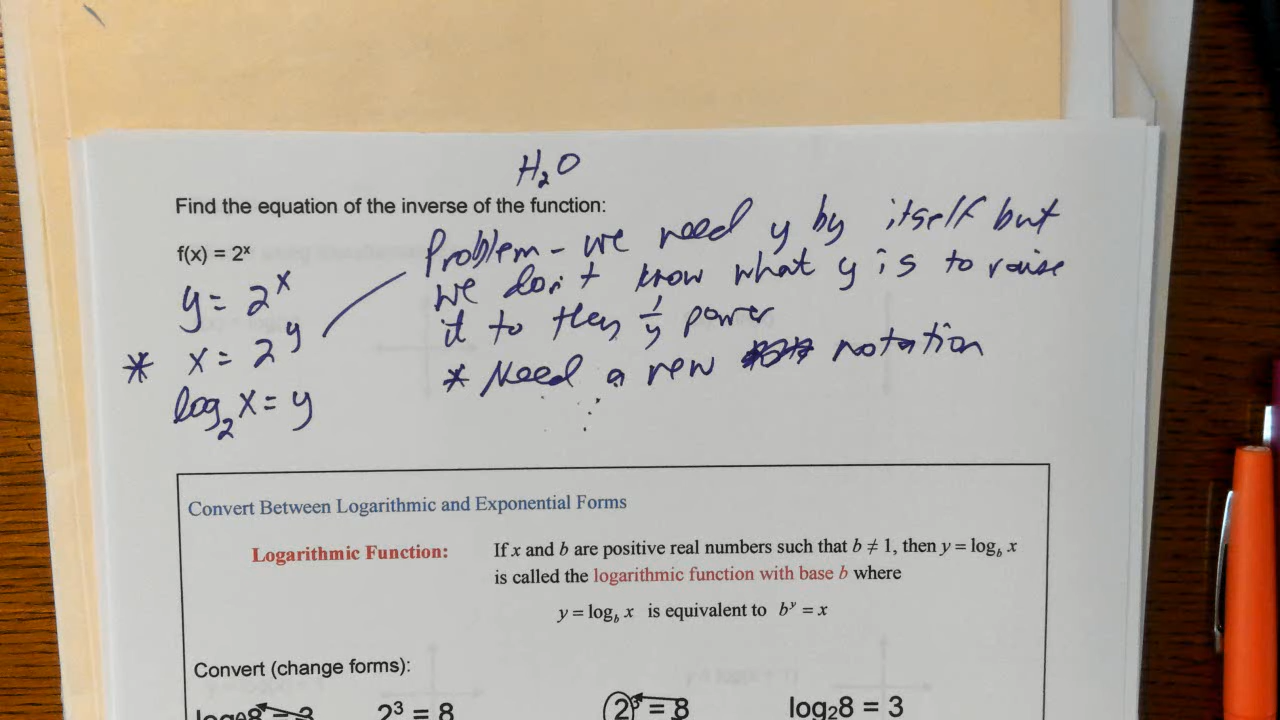 H₂O
Find the equation of the inverse of the function:
f(x) = 2ˣ
y = 2ˣ
* x = 2ʸ
log₂x = y
Problem - we need y by itself but
we don't know what y is to raise
it to then 1/y power
* Need a new notation
Convert Between Logarithmic and Exponential Forms
Logarithmic Function: If x and b are positive real numbers such that b ≠ 1, then y = log_b x
is called the logarithmic function with base b where
y = log_b x is equivalent to bʸ = x
Convert (change forms):
log₂8 = 3 2³ = 8 2³ = 8 log₂8 = 3